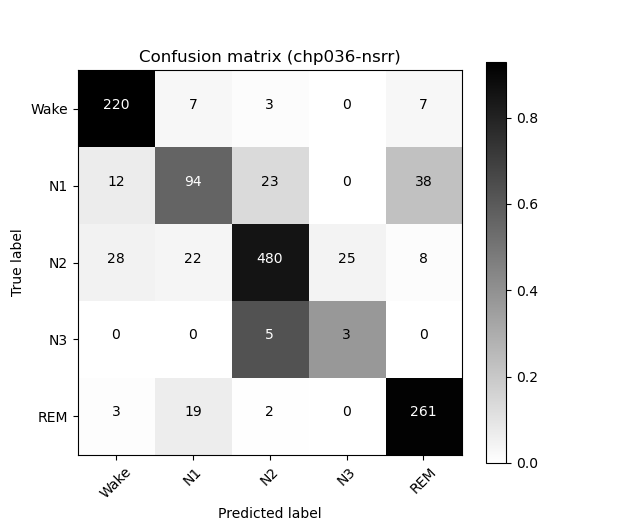 Confusion matrix (chp036-nsrr)
Wake 220 7 3 0 7
N1 12 94 23 0 38
N2 28 22 480 25 8
N3 0 0 5 3 0
REM 3 19 2 0 261
Wake N1 N2 N3 REM
Predicted label
True label
0.8
0.6
0.4
0.2
0.0